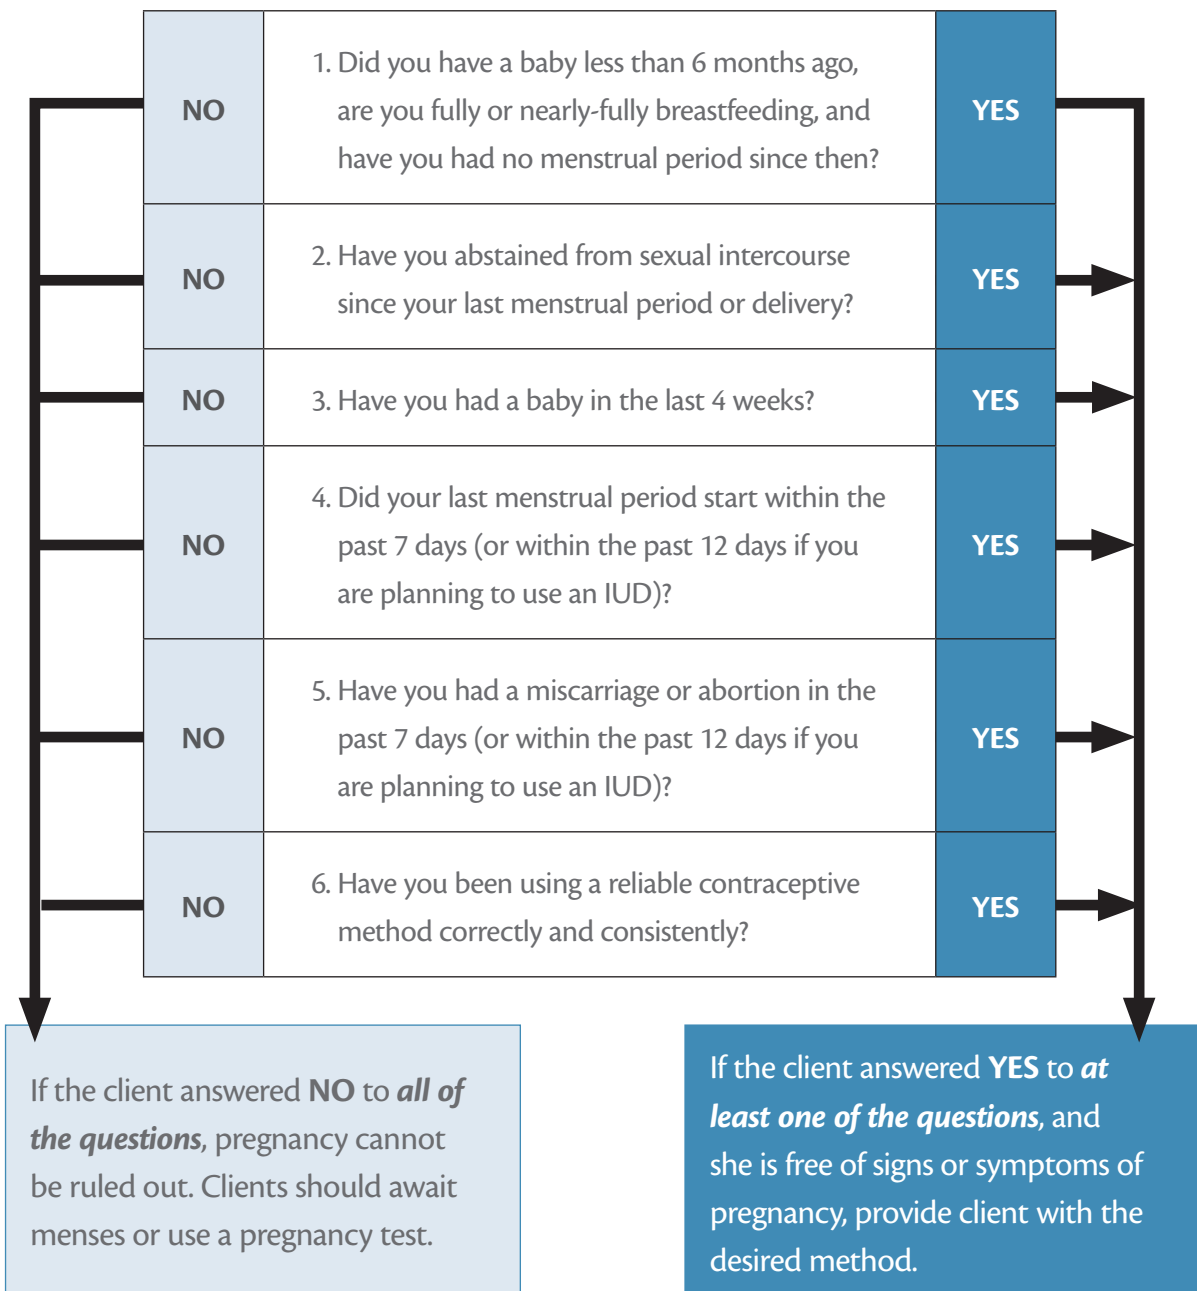 NO
1. Did you have a baby less than 6 months ago,
are you fully or nearly-fully breastfeeding, and
have you had no menstrual period since then?
YES
NO
2. Have you abstained from sexual intercourse
since your last menstrual period or delivery?
YES
NO
3. Have you had a baby in the last 4 weeks?
YES
NO
4. Did your last menstrual period start within the
past 7 days (or within the past 12 days if you
are planning to use an IUD)?
YES
NO
5. Have you had a miscarriage or abortion in the
past 7 days (or within the past 12 days if you
are planning to use an IUD)?
YES
NO
6. Have you been using a reliable contraceptive
method correctly and consistently?
YES
If the client answered NO to all of
the questions, pregnancy cannot
be ruled out. Clients should await
menses or use a pregnancy test.
If the client answered YES to at
least one of the questions, and
she is free of signs or symptoms of
pregnancy, provide client with the
desired method.